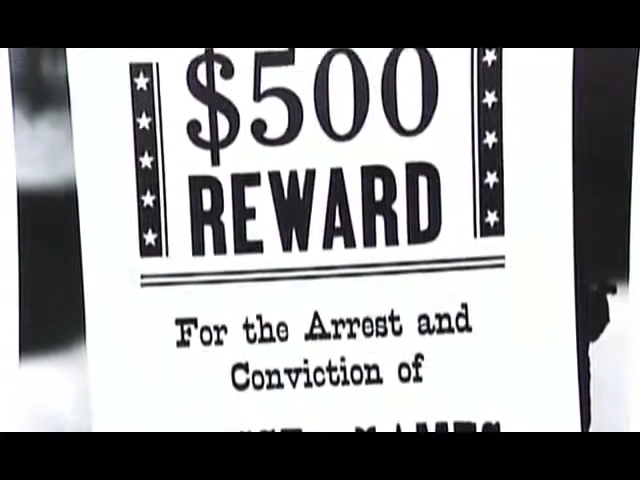 $500
REWARD
For the Arrest and
Conviction of